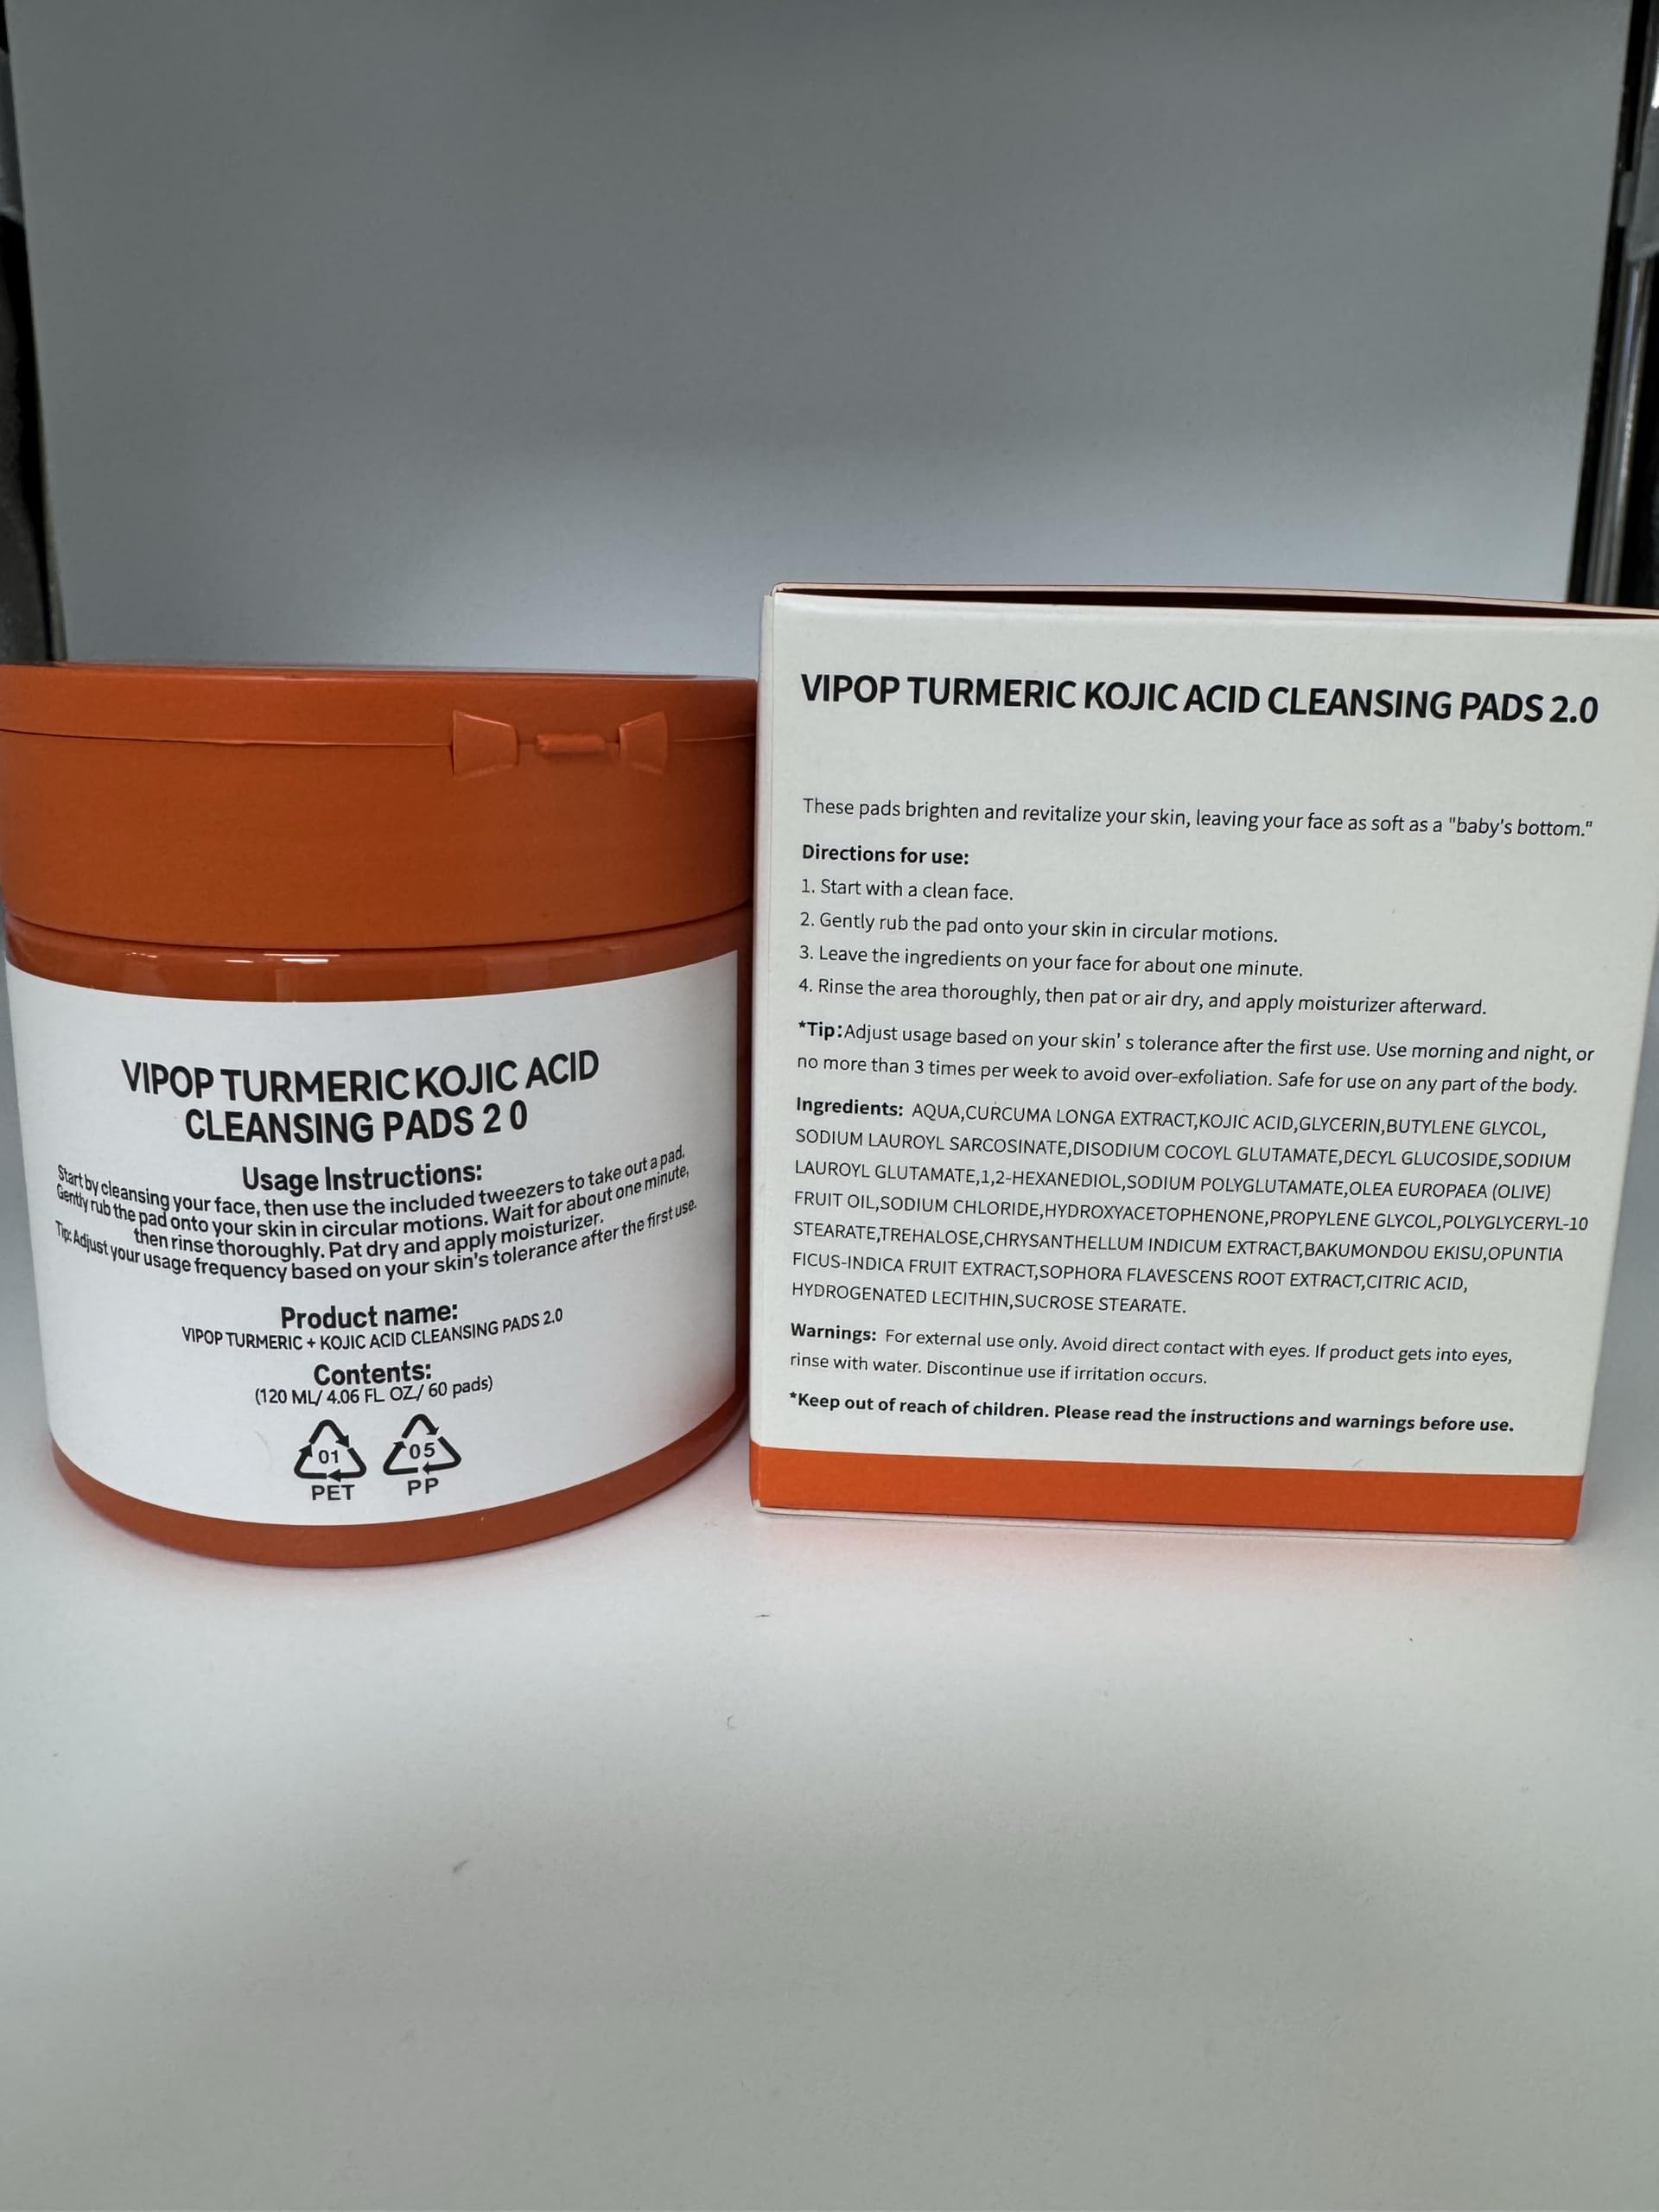 VIPOP TURMERIC KOJIC ACID
CLEANSING PADS 2 0
Usage Instructions:
Start by cleansing your face, then use the included tweezers to take out a pad.
Gently rub the pad onto your skin in circular motions. Wait for about one minute,
then rinse thoroughly. Pat dry and apply moisturizer.
Tip: Adjust your usage frequency based on your skin's tolerance after the first use.
Product name:
VIPOP TURMERIC + KOJIC ACID CLEANSING PADS 2.0
Contents:
(120 ML/ 4.06 FL OZ/ 60 pads)
01 05
PET PP
VIPOP TURMERIC KOJIC ACID CLEANSING PADS 2.0
These pads brighten and revitalize your skin, leaving your face as soft as a "baby's bottom."
Directions for use:
1. Start with a clean face.
2. Gently rub the pad onto your skin in circular motions.
3. Leave the ingredients on your face for about one minute.
4. Rinse the area thoroughly, then pat or air dry, and apply moisturizer afterward.
*Tip:Adjust usage based on your skin' s tolerance after the first use. Use morning and night, or
no more than 3 times per week to avoid over-exfoliation. Safe for use on any part of the body.
Ingredients: AQUA,CURCUMA LONGA EXTRACT,KOJIC ACID,GLYCERIN,BUTYLENE GLYCOL,
SODIUM LAUROYL SARCOSINATE,DISODIUM COCOYL GLUTAMATE,DECYL GLUCOSIDE,SODIUM
LAUROYL GLUTAMATE,1,2-HEXANEDIOL,SODIUM POLYGLUTAMATE,OLEA EUROPAEA (OLIVE)
FRUIT OIL,SODIUM CHLORIDE,HYDROXYACETOPHENONE,PROPYLENE GLYCOL,POLYGLYCERYL-10
STEARATE,TREHALOSE,CHRYSANTHELLUM INDICUM EXTRACT,BAKUMONDOU EKISU,OPUNTIA
FICUS-INDICA FRUIT EXTRACT,SOPHORA FLAVESCENS ROOT EXTRACT,CITRIC ACID,
HYDROGENATED LECITHIN,SUCROSE STEARATE.
Warnings: For external use only. Avoid direct contact with eyes. If product gets into eyes,
rinse with water. Discontinue use if irritation occurs.
*Keep out of reach of children. Please read the instructions and warnings before use.